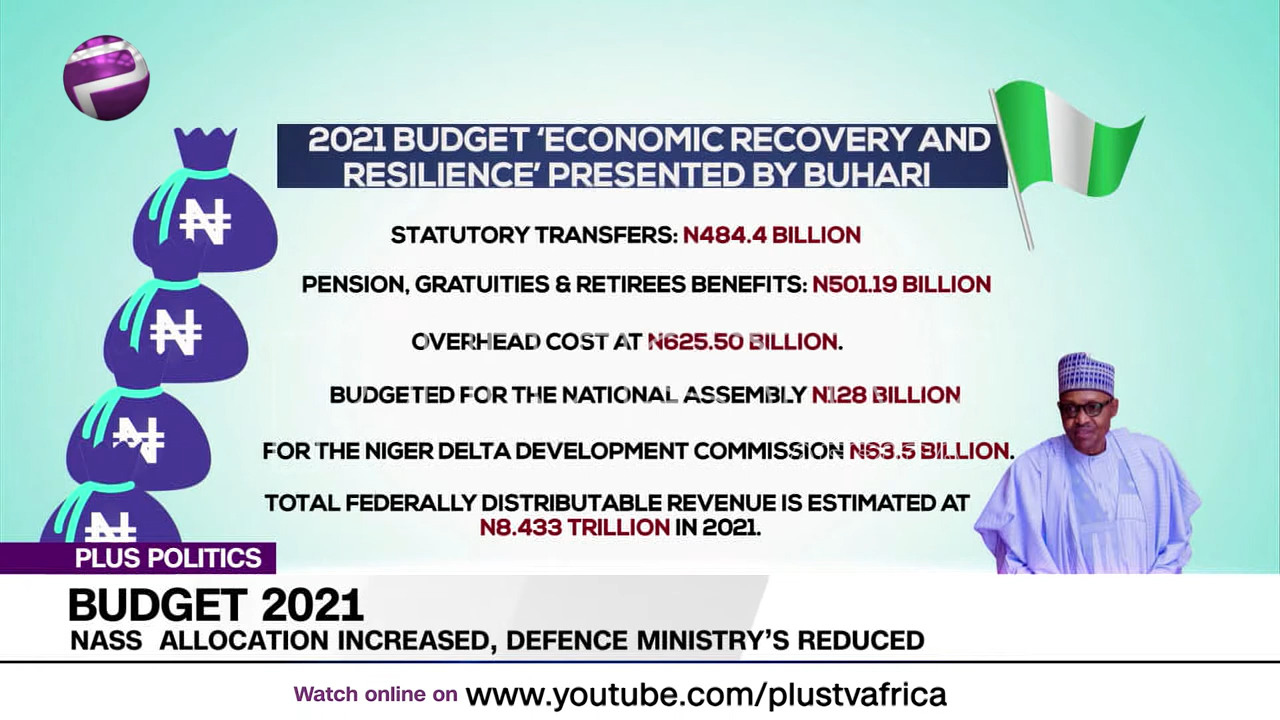 2021 BUDGET ‘ECONOMIC RECOVERY AND
RESILIENCE’ PRESENTED BY BUHARI
STATUTORY TRANSFERS: N484.4 BILLION
PENSION, GRATUITIES & RETIREES BENEFITS: N501.19 BILLION
OVERHEAD COST AT N625.50 BILLION.
BUDGETED FOR THE NATIONAL ASSEMBLY N128 BILLION
FOR THE NIGER DELTA DEVELOPMENT COMMISSION N63.5 BILLION.
TOTAL FEDERALLY DISTRIBUTABLE REVENUE IS ESTIMATED AT
N8.433 TRILLION IN 2021.
₦
₦
₦
₦
PLUS POLITICS
BUDGET 2021
NASS ALLOCATION INCREASED, DEFENCE MINISTRY’S REDUCED
Watch online on www.youtube.com/plustvafrica